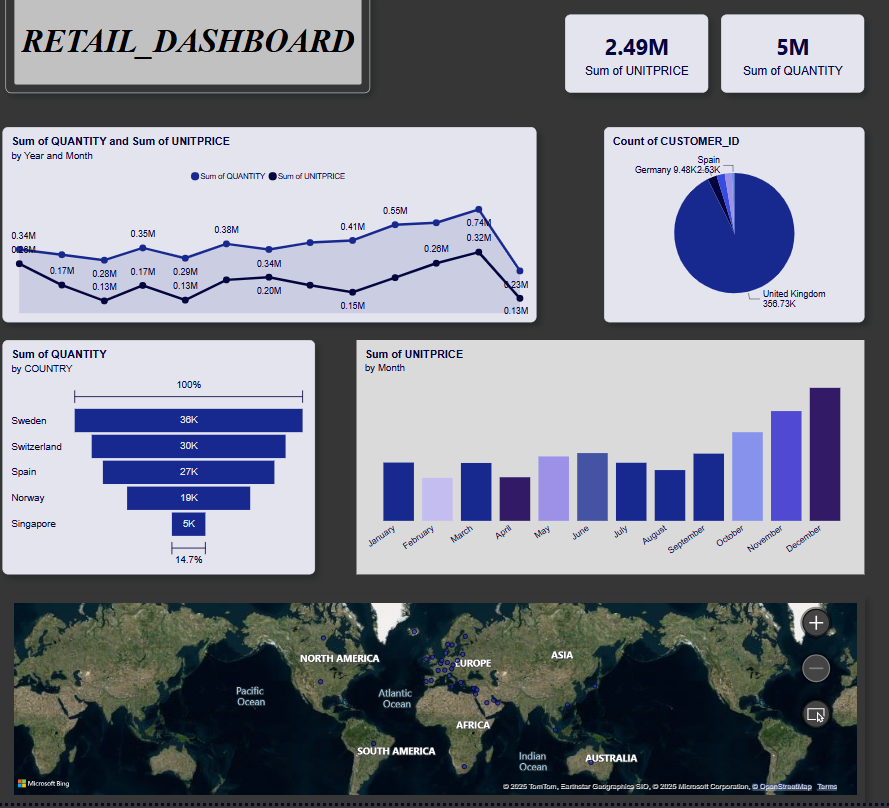 RETAIL_DASHBOARD
2.49M
Sum of UNITPRICE
5M
Sum of QUANTITY
Sum of QUANTITY and Sum of UNITPRICE
by Year and Month
Sum of QUANTITY Sum of UNITPRICE
0.34M
0.26M
0.17M
0.28M
0.13M
0.35M
0.17M
0.29M
0.13M
0.38M
0.34M
0.20M
0.41M
0.15M
0.55M
0.26M
0.74M
0.32M
0.23M
0.13M
Count of CUSTOMER_ID
Spain
Germany 9.48K 2.53K
United Kingdom
356.73K
Sum of QUANTITY
by COUNTRY
100%
Sweden 36K
Switzerland 30K
Spain 27K
Norway 19K
Singapore 5K
14.7%
Sum of UNITPRICE
by Month
January February March April May June July August September October November December
NORTH AMERICA
EUROPE
ASIA
Pacific
Ocean
Atlantic
Ocean
AFRICA
SOUTH AMERICA
Indian
Ocean
AUSTRALIA
Microsoft Bing
© 2025 TomTom, Earthstar Geographics SIO, © 2025 Microsoft Corporation, © OpenStreetMap Terms